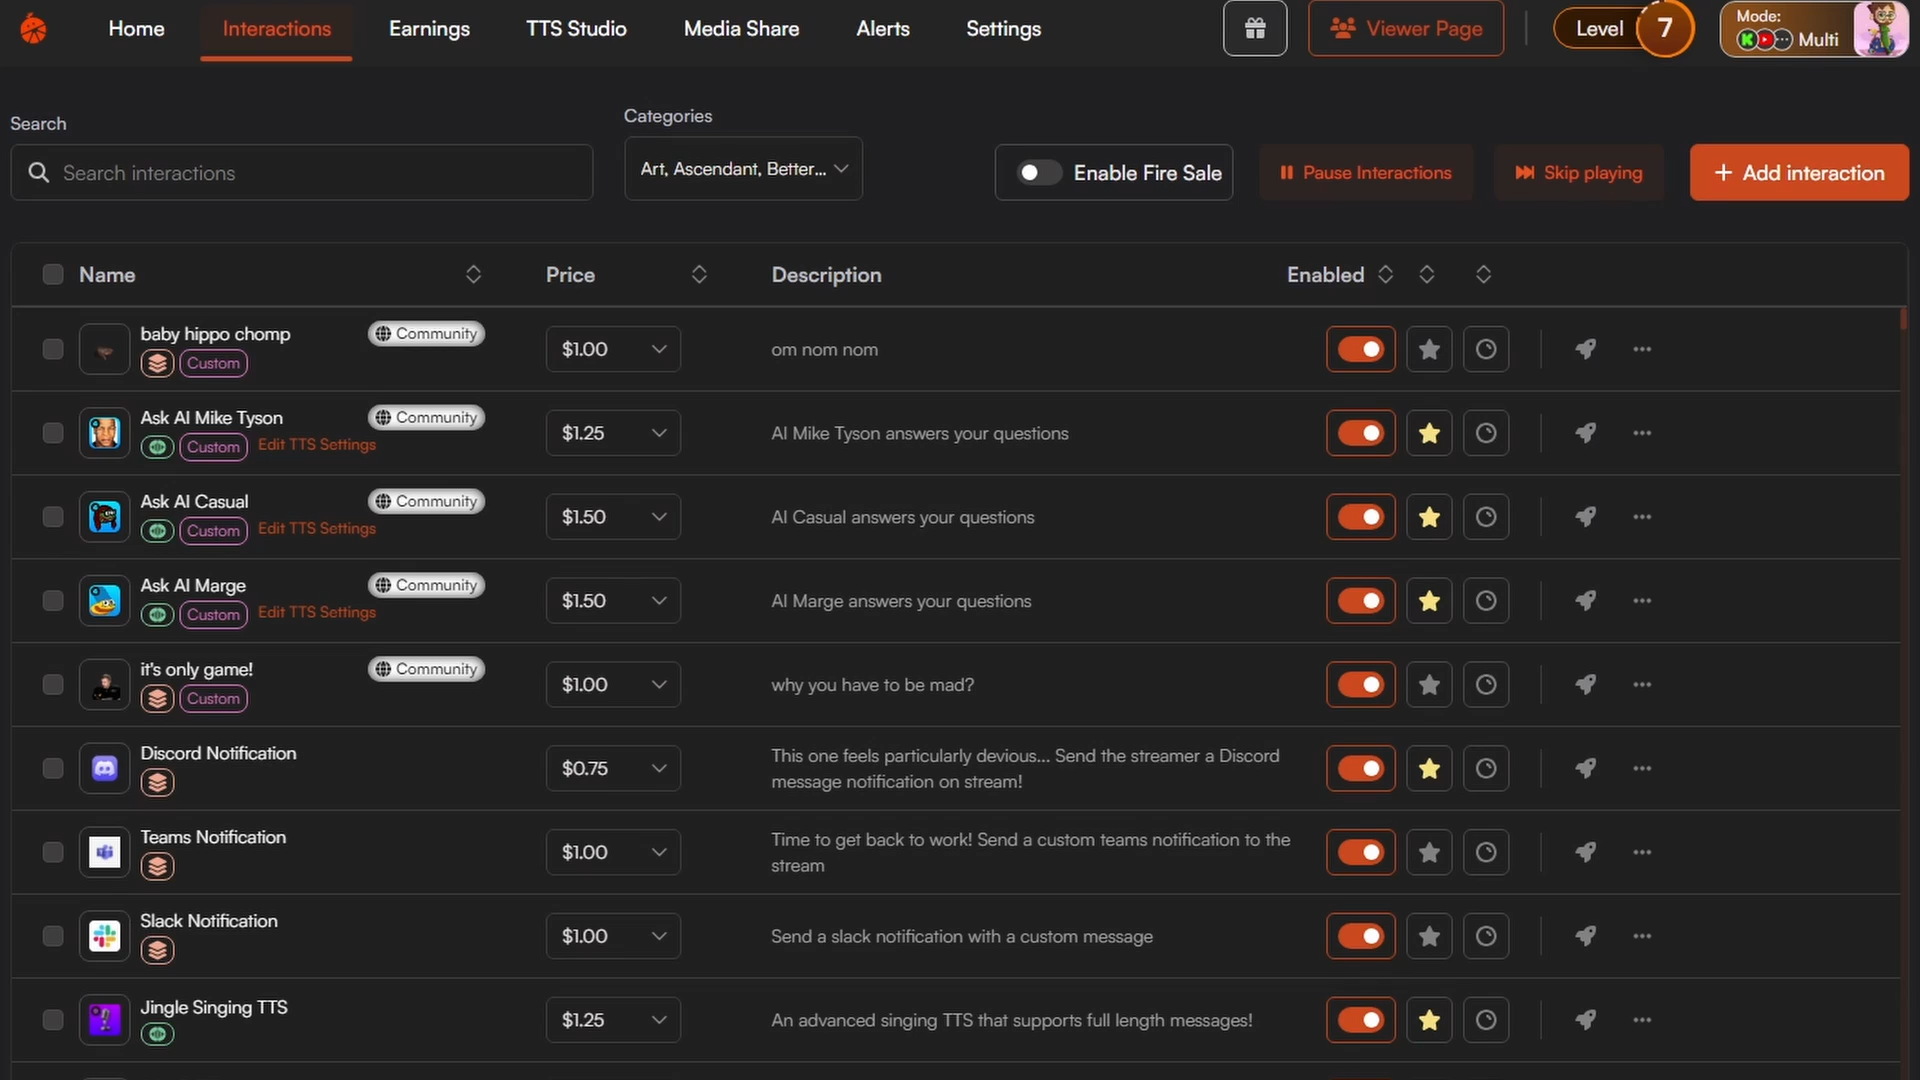 Home
Interactions
Earnings
TTS Studio
Media Share
Alerts
Settings
Viewer Page
Level 7
Mode:
Multi
Search
Search interactions
Categories
Art, Ascendant, Better...
Enable Fire Sale
Pause Interactions
Skip playing
+ Add interaction
Name
Price
Description
Enabled
baby hippo chomp
Community
Custom
$1.00
om nom nom
Ask AI Mike Tyson
Community
Custom
Edit TTS Settings
$1.25
AI Mike Tyson answers your questions
Ask AI Casual
Community
Custom
Edit TTS Settings
$1.50
AI Casual answers your questions
Ask AI Marge
Community
Custom
Edit TTS Settings
$1.50
AI Marge answers your questions
it's only game!
Community
Custom
$1.00
why you have to be mad?
Discord Notification
$0.75
This one feels particularly devious... Send the streamer a Discord
message notification on stream!
Teams Notification
$1.00
Time to get back to work! Send a custom teams notification to the
stream
Slack Notification
$1.00
Send a slack notification with a custom message
Jingle Singing TTS
$1.25
An advanced singing TTS that supports full length messages!